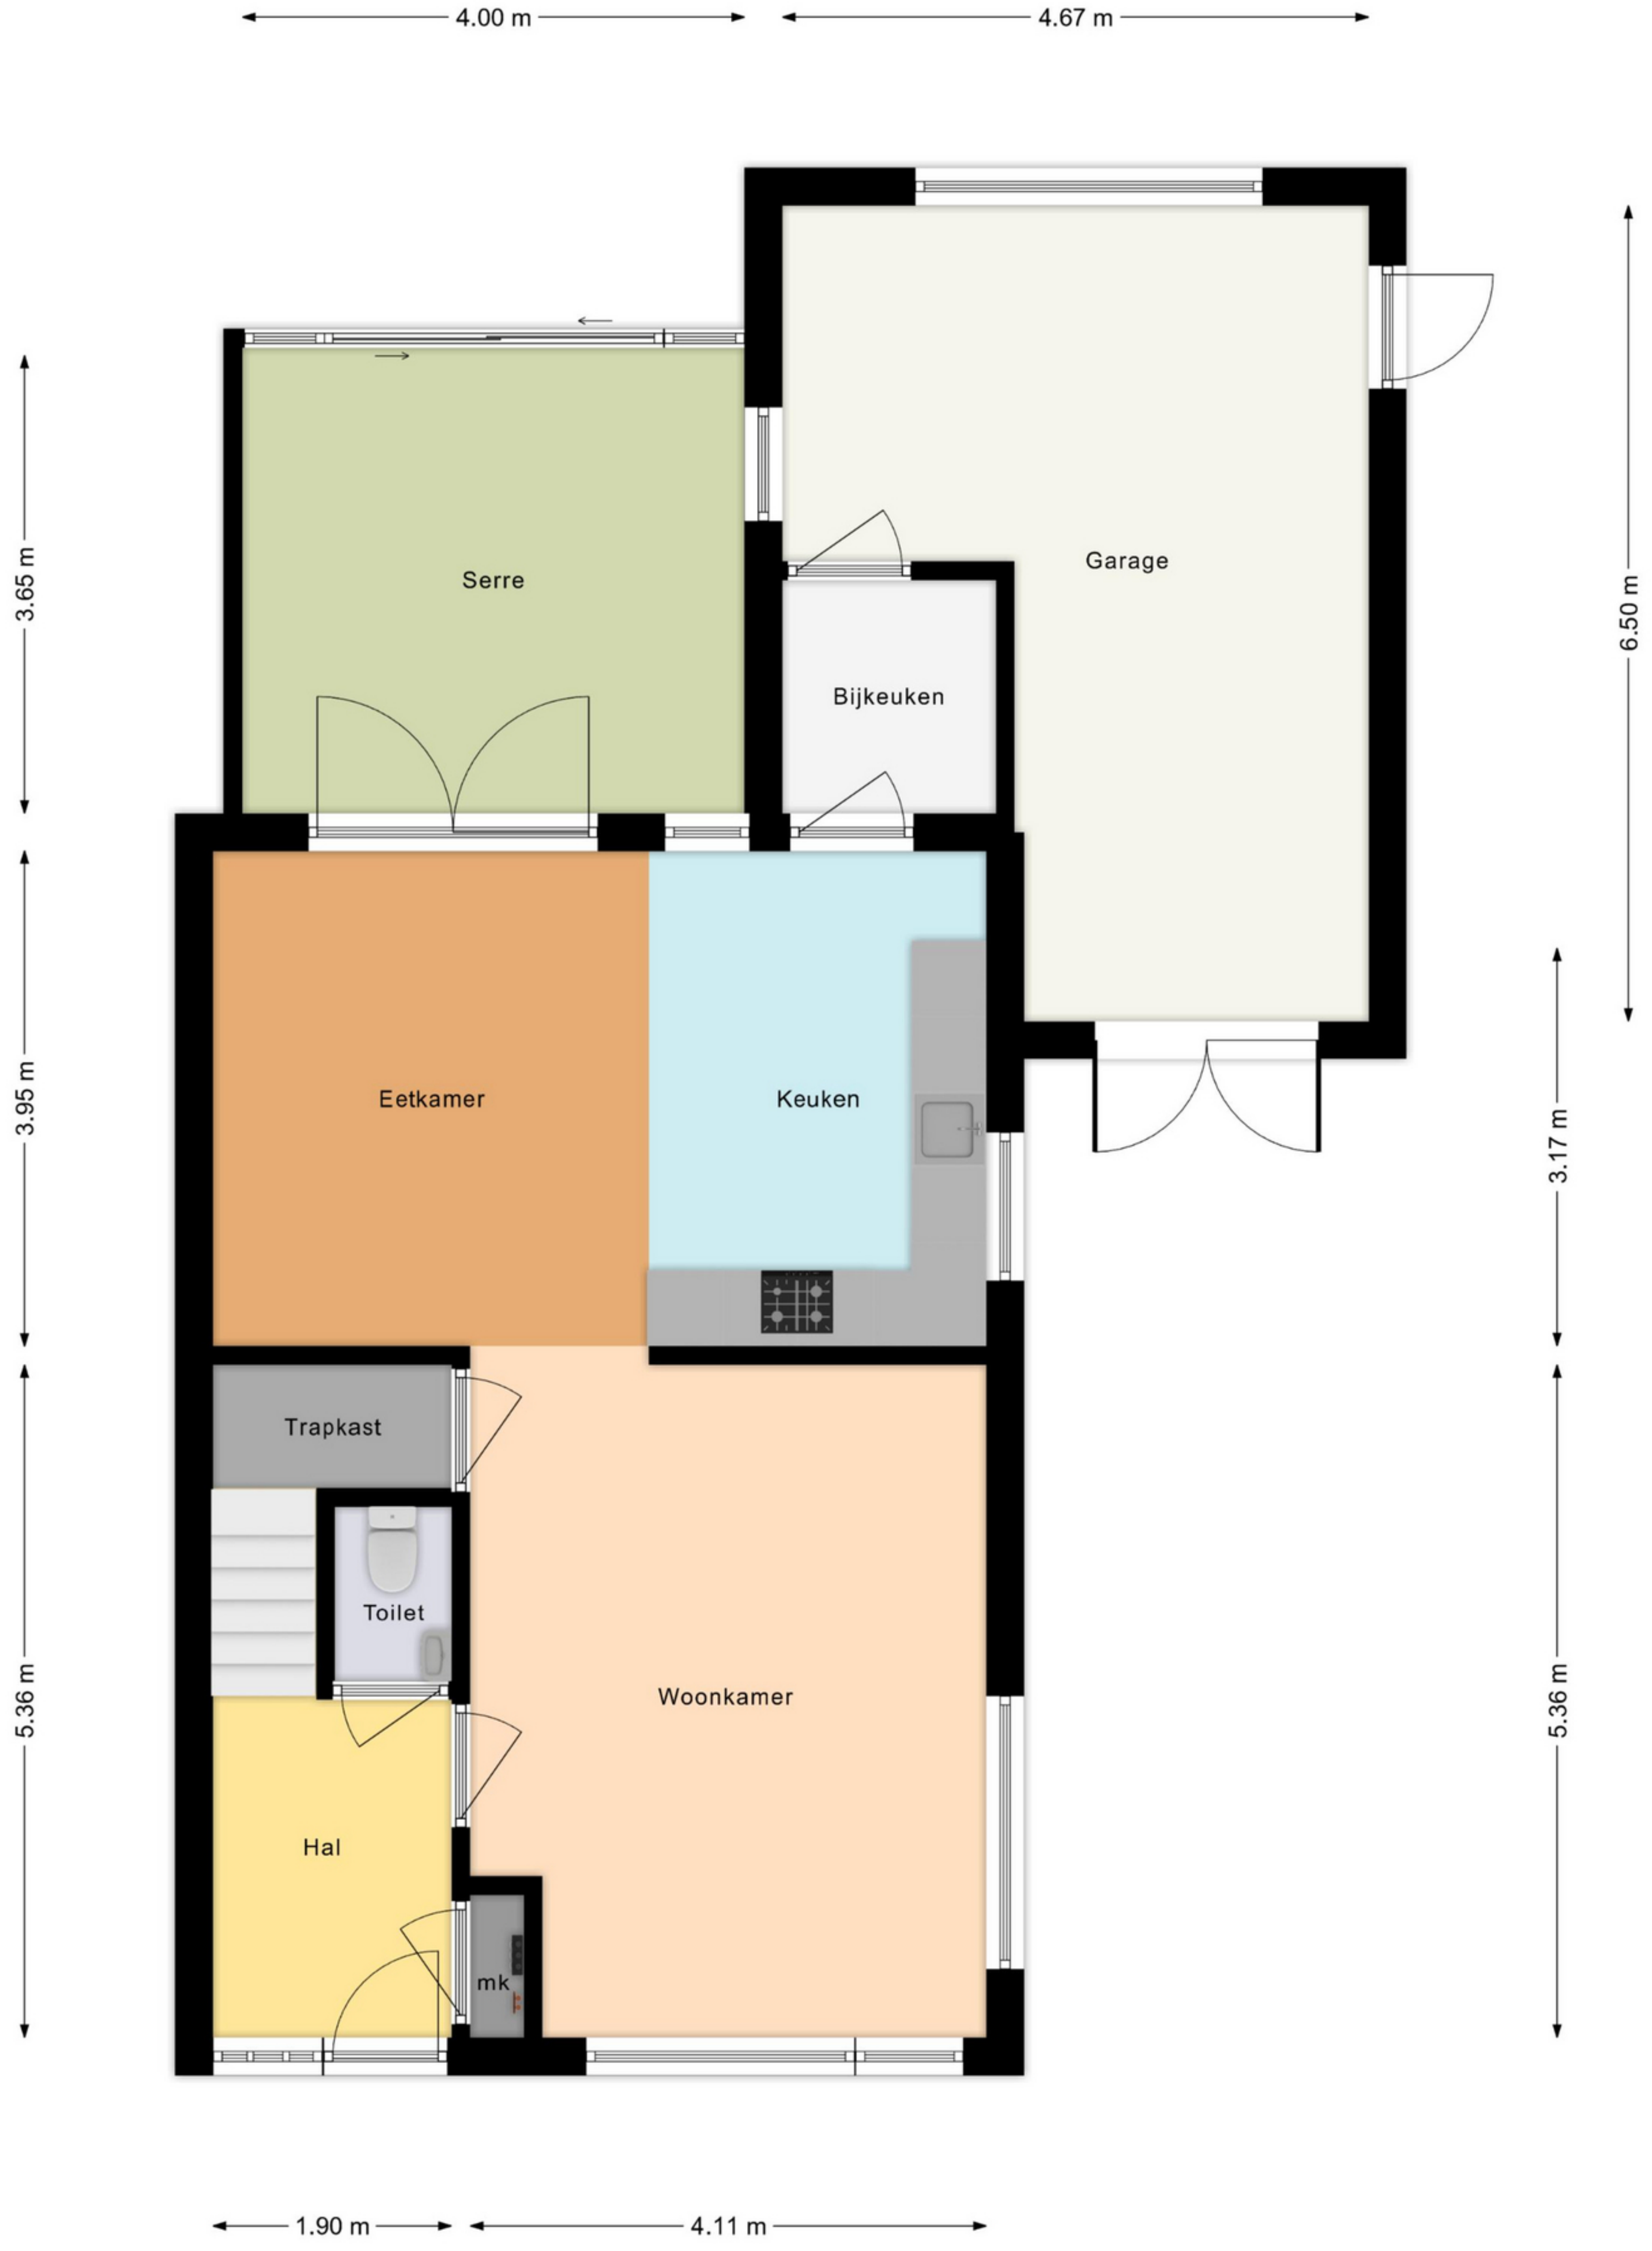 4.00 m
4.67 m
Garage
Serre
3.65 m
6.50 m
Bijkeuken
Eetkamer
Keuken
3.95 m
3.17 m
Trapkast
Toilet
Woonkamer
5.36 m
5.36 m
Hal
mk
1.90 m
4.11 m